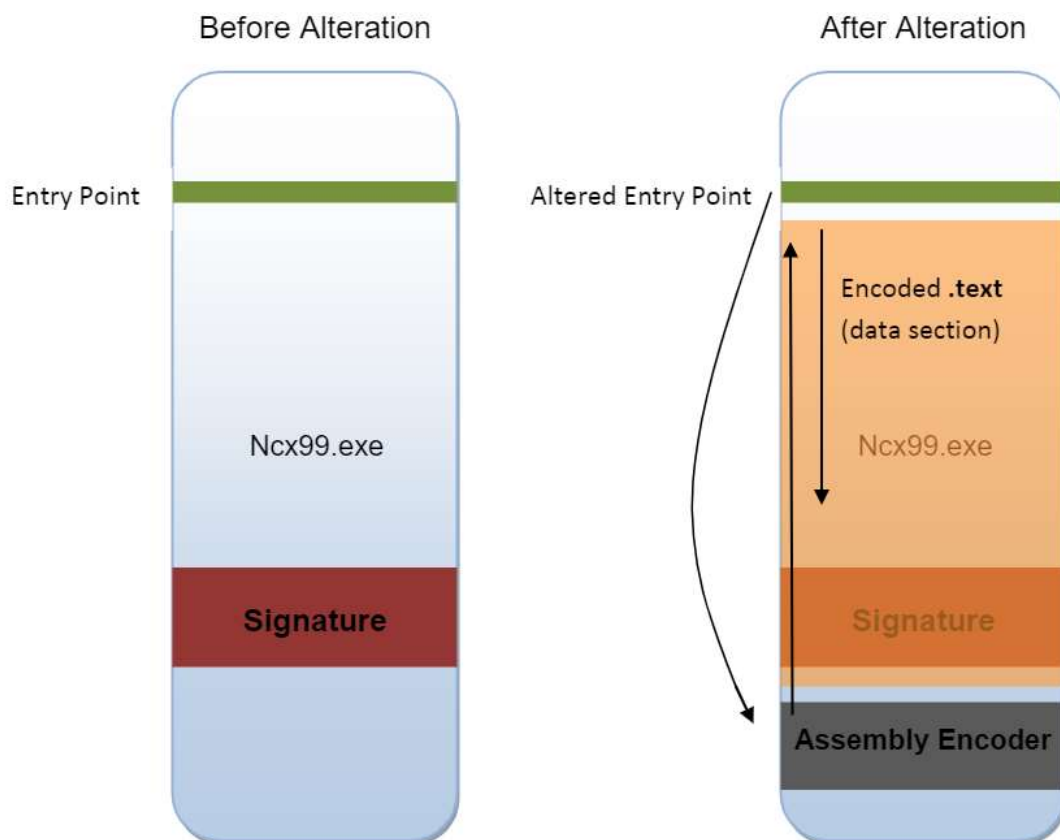 Before Alteration
After Alteration
Entry Point
Altered Entry Point
Encoded .text
(data section)
Ncx99.exe
Ncx99.exe
Signature
Signature
Assembly Encoder